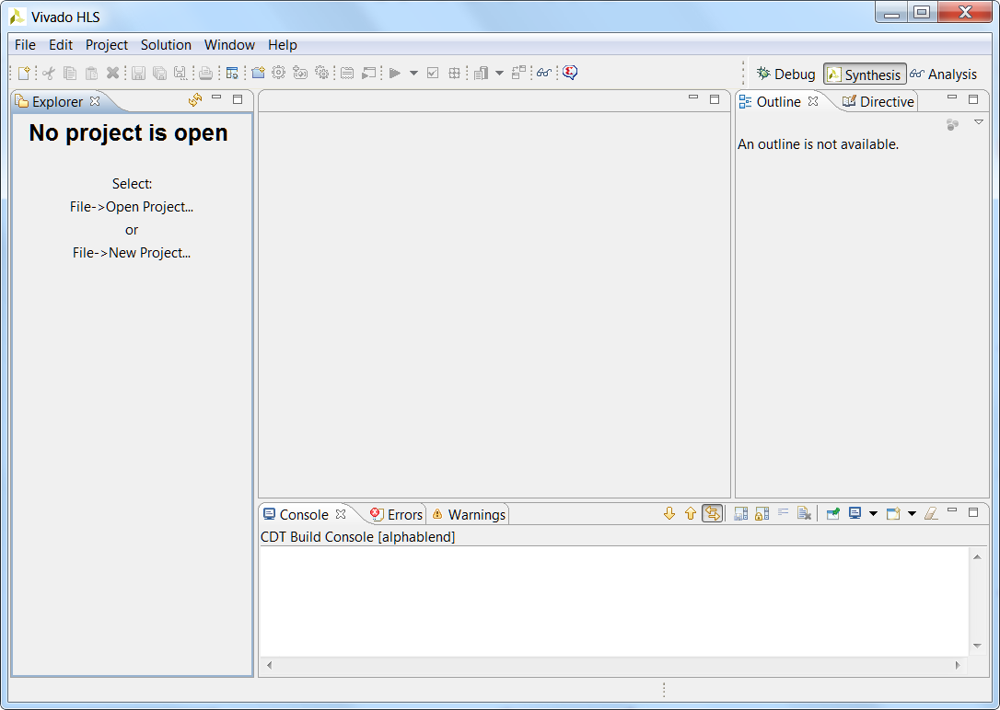 Vivado HLS
File Edit Project Solution Window Help
Debug Synthesis Analysis
Explorer
No project is open
Select:
File->Open Project...
or
File->New Project...
Outline Directive
An outline is not available.
Console Errors Warnings
CDT Build Console [alphablend]